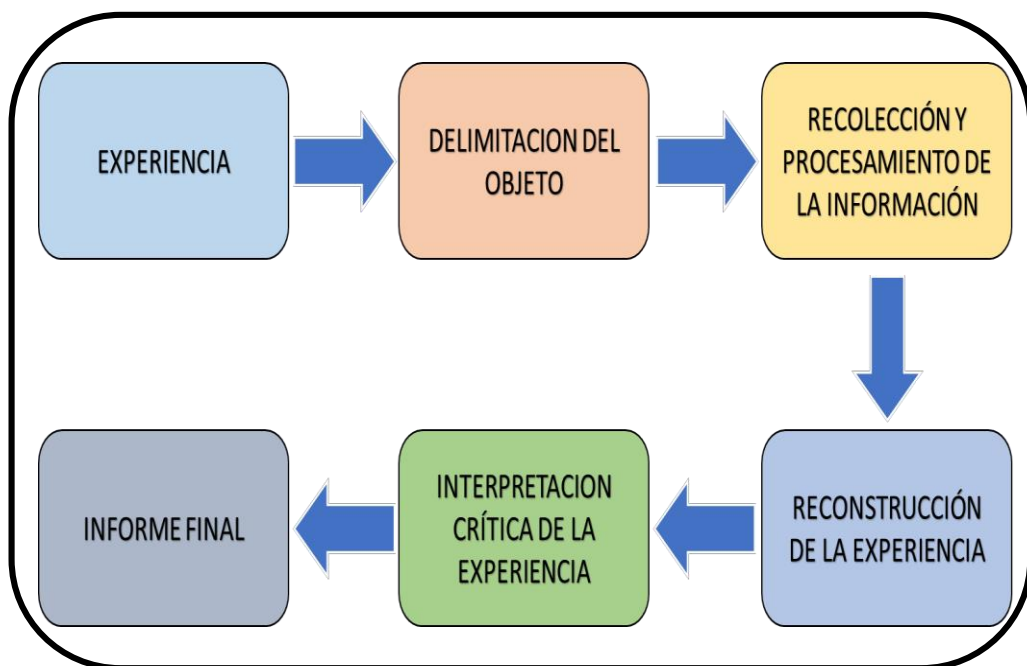 EXPERIENCIA
DELIMITACION DEL
OBJETO
RECOLECCIÓN Y
PROCESAMIENTO DE
LA INFORMACIÓN
RECONSTRUCCIÓN
DE LA EXPERIENCIA
INTERPRETACION
CRÍTICA DE LA
EXPERIENCIA
INFORME FINAL